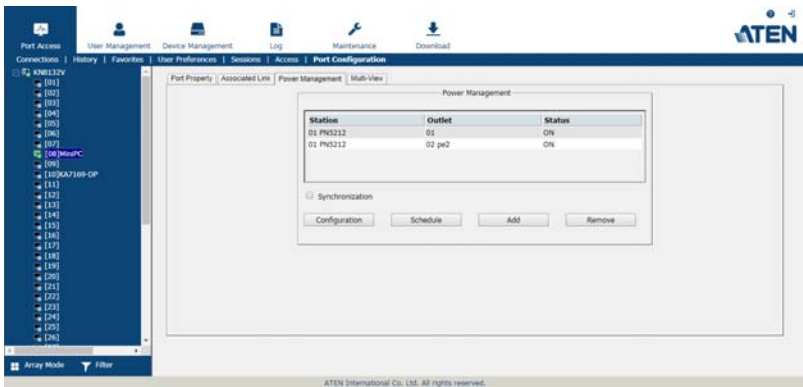 Port Access
User Management
Device Management
Log
Maintenance
Download
ATEN
Connections | History | Favorites | User Preferences | Sessions | Access | Port Configuration
KN8132V
[01]
[02]
[03]
[04]
[05]
[06]
[07]
[08]MiniPC
[09]
[10]KA7169-DP
[11]
[12]
[13]
[14]
[15]
[16]
[17]
[18]
[19]
[20]
[21]
[22]
[23]
[24]
[25]
[26]
Array Mode
Filter
Port Property
Associated Link
Power Management
Multi-View
Power Management
Station Outlet Status
01 PN5212 01 ON
01 PN5212 02 pe2 ON
Synchronization
Configuration
Schedule
Add
Remove
ATEN International Co. Ltd. All rights reserved.